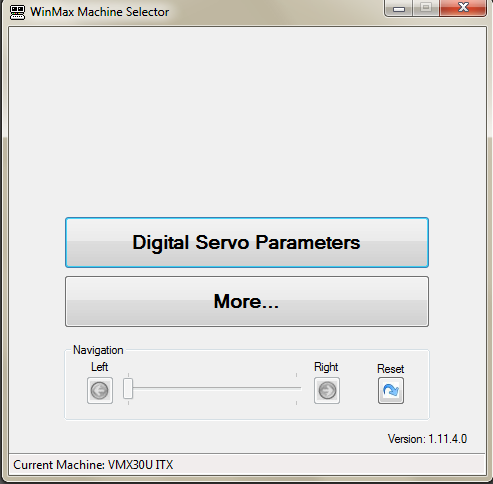 WinMax Machine Selector
Digital Servo Parameters
More...
Navigation
Left Right Reset
Version: 1.11.4.0
Current Machine: VMX30U ITX